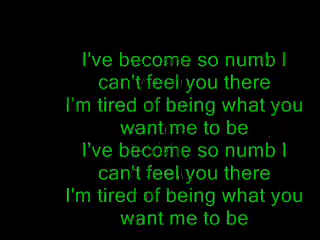 I've become so numb I
can't feel you there
I'm tired of being what you
want me to be
I've become so numb I
can't feel you there
I'm tired of being what you
want me to be